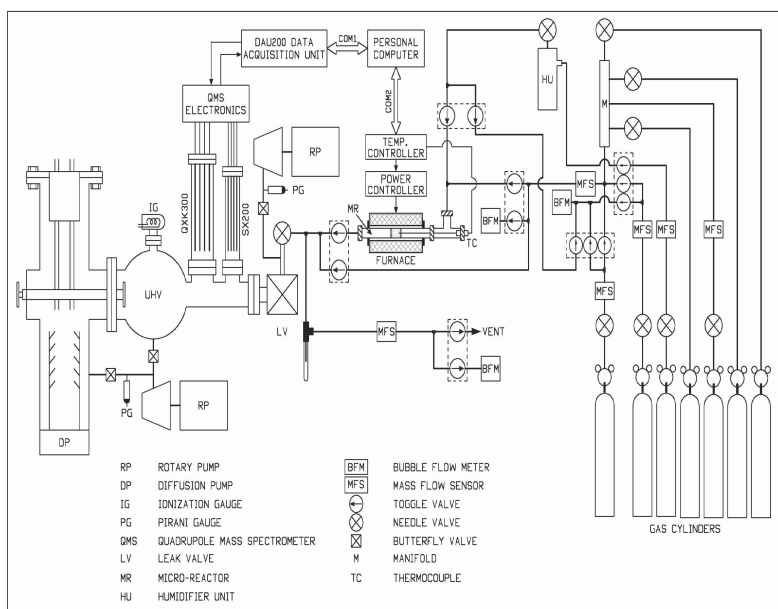 DAU200 DATA
ACQUISITION UNIT
COM1
PERSONAL
COMPUTER
COM2
QMS
ELECTRONICS
HU
M
TEMP.
CONTROLLER
POWER
CONTROLLER
RP
PG
IG
QXK300
SX200
MR
FURNACE
TC
BFM
MFS
BFM
MFS
MFS
MFS
MFS
UHV
LV
MFS
VENT
BFM
PG
RP
DP
GAS CYLINDERS
RP ROTARY PUMP
DP DIFFUSION PUMP
IG IONIZATION GAUGE
PG PIRANI GAUGE
QMS QUADRUPOLE MASS SPECTROMETER
LV LEAK VALVE
MR MICRO-REACTOR
HU HUMIDIFIER UNIT
BFM BUBBLE FLOW METER
MFS MASS FLOW SENSOR
TOGGLE VALVE
NEEDLE VALVE
BUTTERFLY VALVE
M MANIFOLD
TC THERMOCOUPLE